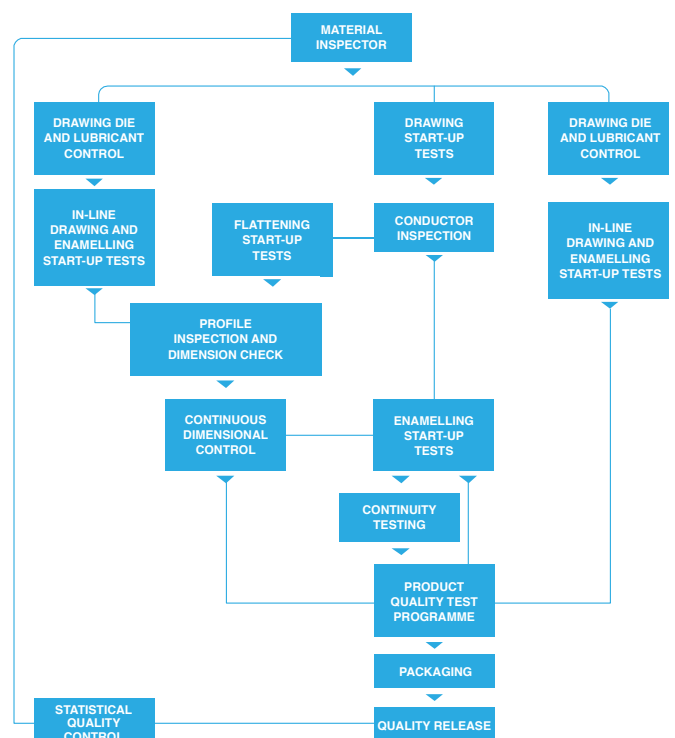 MATERIAL
INSPECTOR
DRAWING DIE
AND LUBRICANT
CONTROL
DRAWING
START-UP
TESTS
DRAWING DIE
AND LUBRICANT
CONTROL
IN-LINE
DRAWING AND
ENAMELLING
START-UP TESTS
FLATTENING
START-UP
TESTS
CONDUCTOR
INSPECTION
IN-LINE
DRAWING AND
ENAMELLING
START-UP TESTS
PROFILE
INSPECTION AND
DIMENSION CHECK
CONTINUOUS
DIMENSIONAL
CONTROL
ENAMELLING
START-UP
TESTS
CONTINUITY
TESTING
PRODUCT
QUALITY TEST
PROGRAMME
PACKAGING
STATISTICAL
QUALITY
CONTROL
QUALITY RELEASE